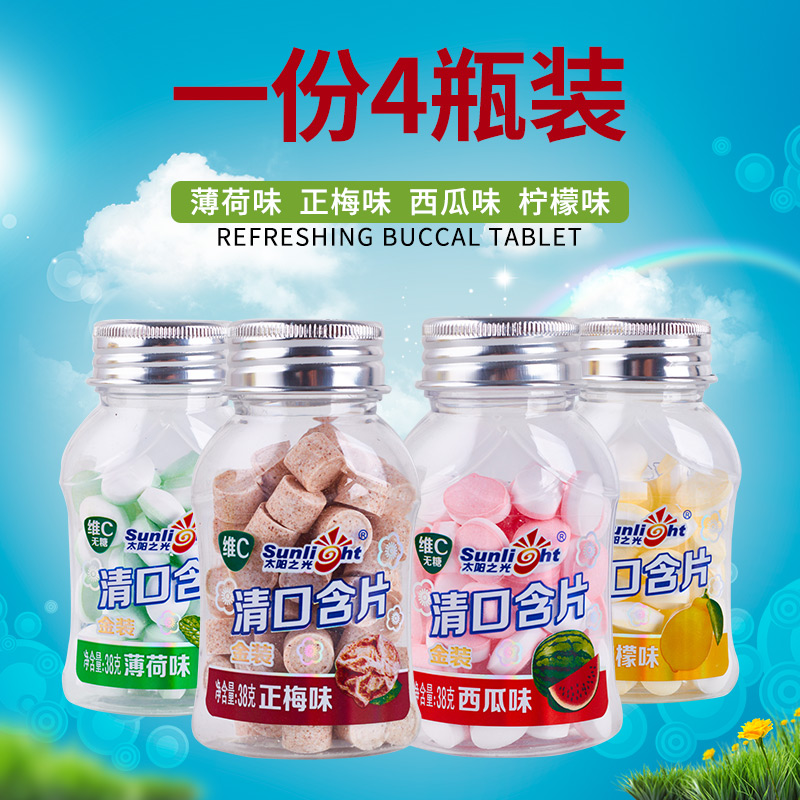 一份4瓶装
薄荷味 正梅味 西瓜味 柠檬味
REFRESHING BUCCAL TABLET
维C
无糖
Sunlight®
太阳之光
清口含
金装
净含量:38克 薄荷味
维C
Sunlight®
太阳之光
清口含片
金装
净含量:38克 正梅味
维C
无糖
Sunlight®
太阳之光
清口含片
金装
净含量:38克 西瓜味
Sunlight®
太阳之光
口含片
檬味